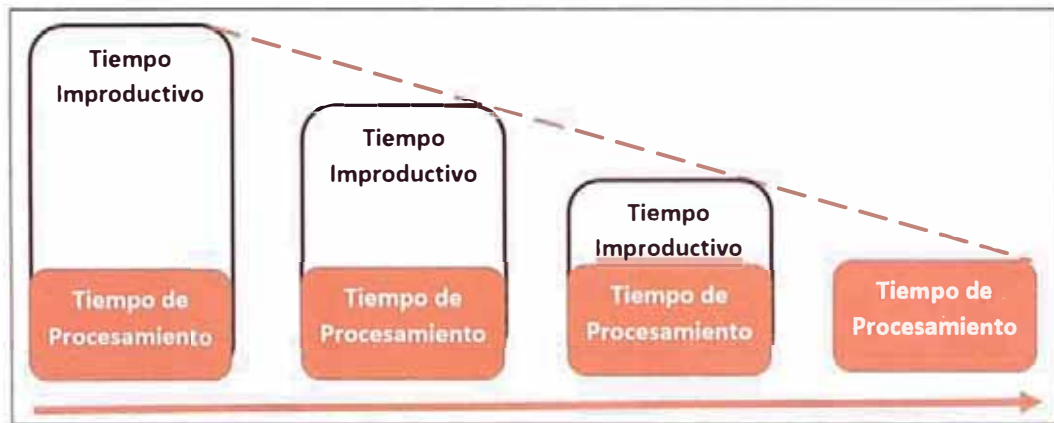 Tiempo
Improductivo
Tiempo de
Procesamiento
Tiempo
Improductivo
Tiempo de
Procesamiento
Tiempo
Improductivo
Tiempo de
Procesamiento
Tiempo de
Procesamiento